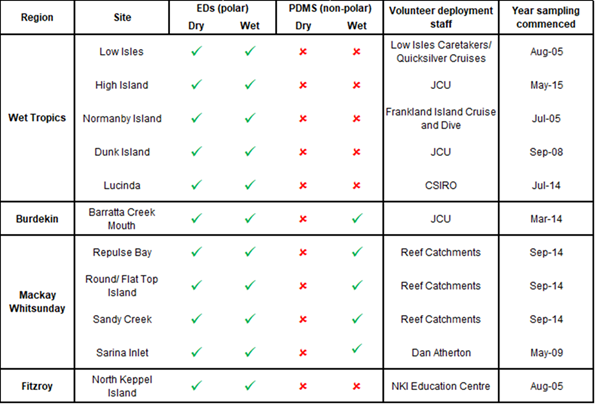 Region Site EDs (polar) PDMS (non-polar) Volunteer deployment staff Year sampling commenced
Dry Wet Dry Wet
Wet Tropics
Low Isles ✓ ✓ ✗ ✗ Low Isles Caretakers/ Quicksilver Cruises Aug-05
High Island ✓ ✓ ✗ ✗ JCU May-15
Normanby Island ✓ ✓ ✗ ✗ Frankland Island Cruise and Dive Jul-05
Dunk Island ✓ ✓ ✗ ✗ JCU Sep-08
Lucinda ✓ ✓ ✗ ✗ CSIRO Jul-14
Burdekin Barratta Creek Mouth ✓ ✓ ✗ ✓ JCU Mar-14
Mackay Whitsunday
Repulse Bay ✓ ✓ ✗ ✓ Reef Catchments Sep-14
Round/ Flat Top Island ✓ ✓ ✗ ✓ Reef Catchments Sep-14
Sandy Creek ✓ ✓ ✗ ✓ Reef Catchments Sep-14
Sarina Inlet ✓ ✓ ✗ ✓ Dan Atherton May-09
Fitzroy North Keppel Island ✓ ✓ ✗ ✗ NKI Education Centre Aug-05